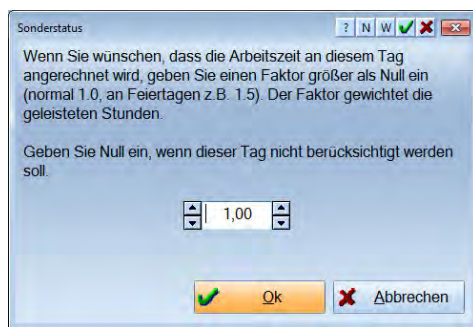 Sonderstatus
? N W
Wenn Sie wünschen, dass die Arbeitszeit an diesem Tag
angerechnet wird, geben Sie einen Faktor größer als Null ein
(normal 1.0, an Feiertagen z.B. 1.5). Der Faktor gewichtet die
geleisteten Stunden.
Geben Sie Null ein, wenn dieser Tag nicht berücksichtigt werden
soll.
1,00
Ok Abbrechen